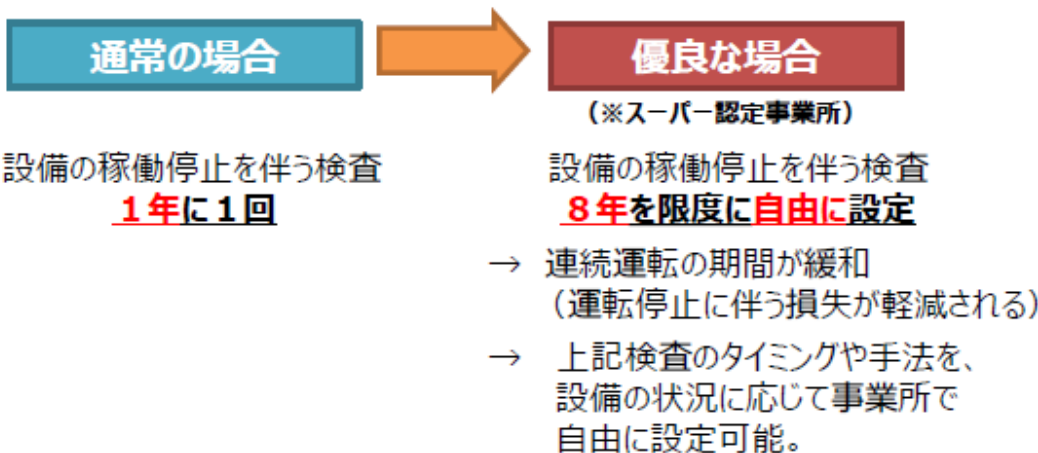 通常の場合
設備の稼働停止を伴う検査
１年に１回
優良な場合
（※スーパー認定事業所）
設備の稼働停止を伴う検査
８年を限度に自由に設定
→ 連続運転の期間が緩和
（運転停止に伴う損失が軽減される）
→ 上記検査のタイミングや手法を、
設備の状況に応じて事業所で
自由に設定可能。